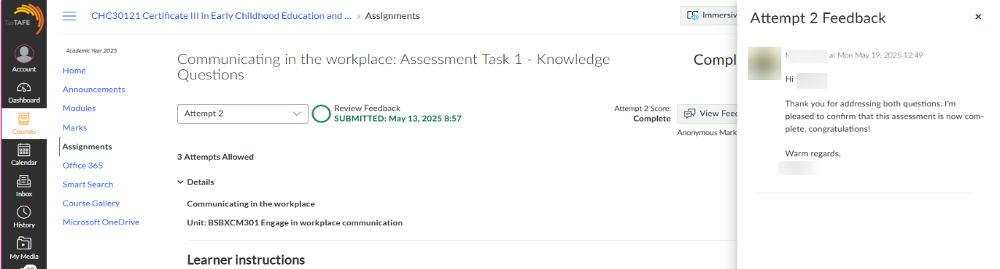 TasTAFE
Account
Dashboard
Courses
Calendar
Inbox
History
My Media
CHC30121 Certificate III in Early Childhood Education and ... > Assignments
Immersiv
Academic Year 2025
Home
Announcements
Modules
Marks
Assignments
Office 365
Smart Search
Course Gallery
Microsoft OneDrive
Communicating in the workplace: Assessment Task 1 - Knowledge
Questions
Compl
Attempt 2
Review Feedback
SUBMITTED: May 13, 2025 8:57
Attempt 2 Score:
Complete
View Feed
Anonymous Mark
3 Attempts Allowed
Details
Communicating in the workplace
Unit: BSBXCM301 Engage in workplace communication
Learner instructions
Attempt 2 Feedback
at Mon May 19, 2025 12:49
Hi
Thank you for addressing both questions. I'm
pleased to confirm that this assessment is now com-
plete, congratulations!
Warm regards,